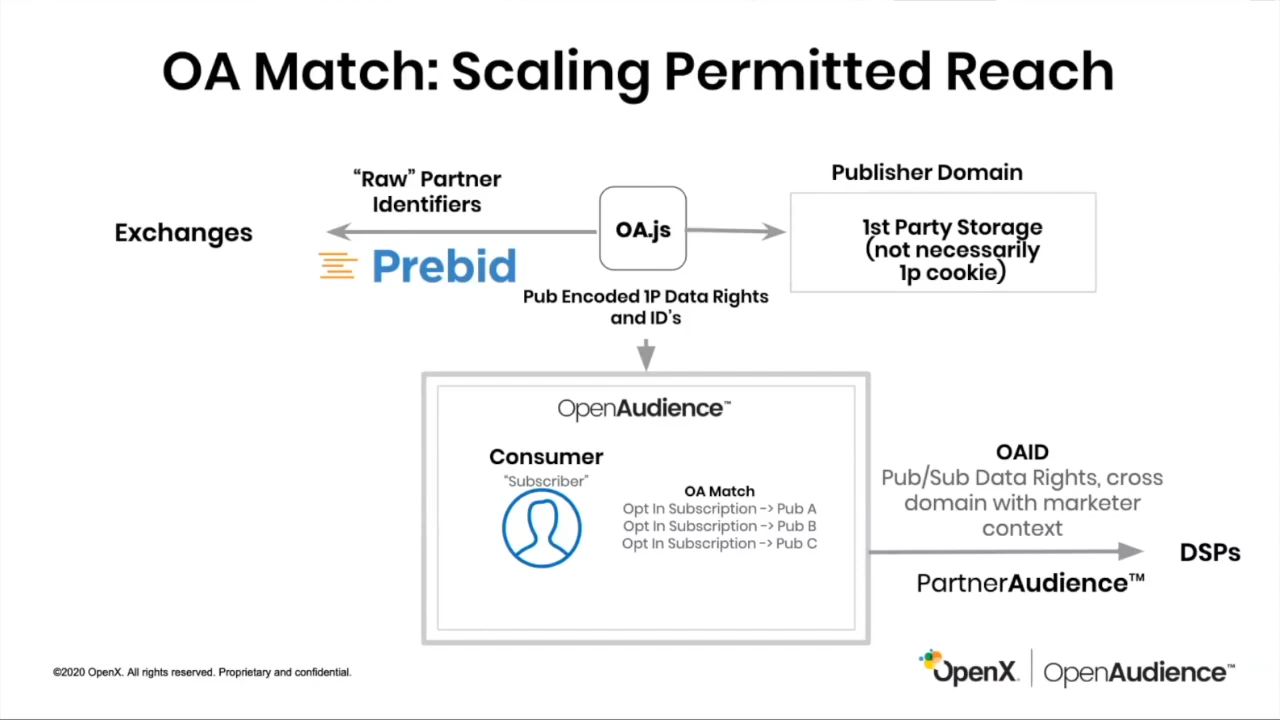 OA Match: Scaling Permitted Reach
“Raw” Partner
Identifiers
Exchanges
Prebid
OA.js
Publisher Domain
1st Party Storage
(not necessarily
1p cookie)
Pub Encoded 1P Data Rights
and ID’s
OpenAudience™
Consumer
“Subscriber”
OA Match
Opt In Subscription -> Pub A
Opt In Subscription -> Pub B
Opt In Subscription -> Pub C
OAID
Pub/Sub Data Rights, cross
domain with marketer
context
DSPs
PartnerAudience™
©2020 OpenX. All rights reserved. Proprietary and confidential.
OpenX. OpenAudience™